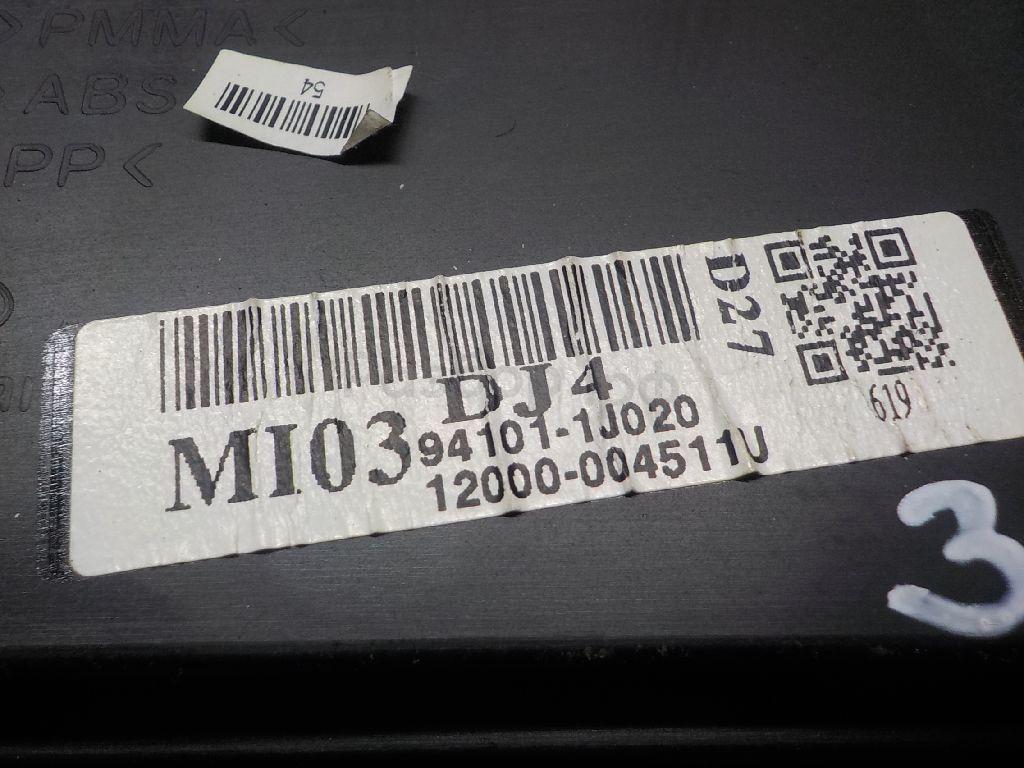 >PMMA<
>ABS
PP<
54
D27
DJ4
MI03
94101-1J020
12000-004511U
619
3